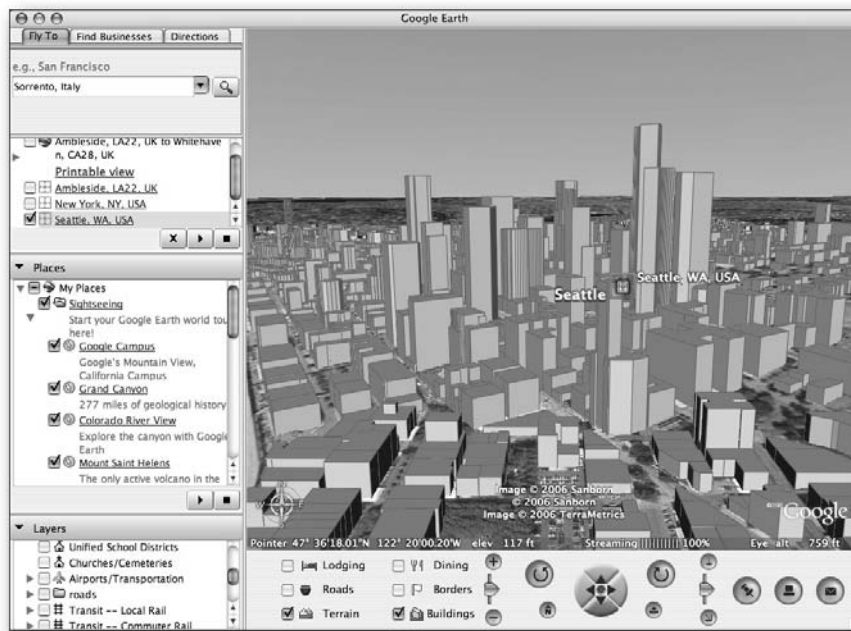 Google Earth
Fly To
Find Businesses
Directions
e.g., San Francisco
Sorrento, Italy
Ambleside, LA22, UK to Whitehave
n, CA28, UK
Printable view
Ambleside, LA22, UK
New York, NY, USA
Seattle, WA, USA
Places
My Places
Sightseeing
Start your Google Earth world tou
here!
Google Campus
Google's Mountain View,
California Campus
Grand Canyon
277 miles of geological history
Colorado River View
Explore the canyon with Google
Earth
Mount Saint Helens
The only active volcano in the
Layers
Unified School Districts
Churches/Cemeteries
Airports/Transportation
roads
Transit -- Local Rail
Transit -- Commuter Rail
Seattle, WA, USA
Seattle
Image © 2006 Sanborn
© 2006 Sanborn
Image © 2006 TerraMetrics
Google
Pointer 47° 36'18.01"N 122° 20'00.20"W elev 117 ft Streaming 100% Eye alt 759 ft
Lodging
Dining
Roads
Borders
Terrain
Buildings
N